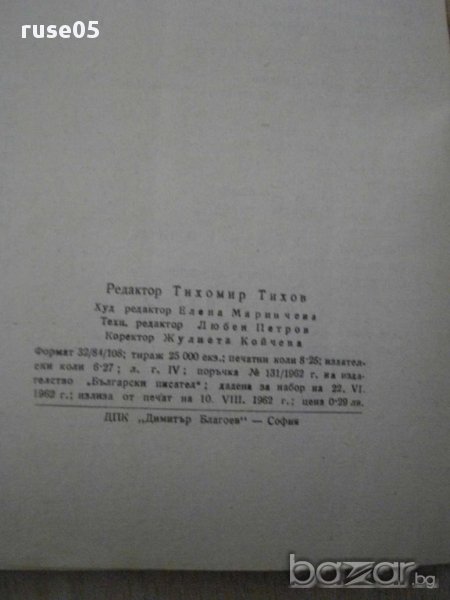 ruse05
Редактор Тихомир Тихов
Худ редактор Елена Маринчева
Техн. редактор Любен Петров
Коректор Жулиета Койчева
Формат 32/84/108; тираж 25 000 екз.; печатни коли 8·25; издател-
ски коли 6·27; л. г. IV; поръчка № 131/1962 г. на изда-
телство „Български писател"; дадена за набор на 22. VI.
1962 г.; излиза от печат на 10. VIII. 1962 г.; цена 0·29 лв.
ДПК „Димитър Благоев" — София
bazar.bg